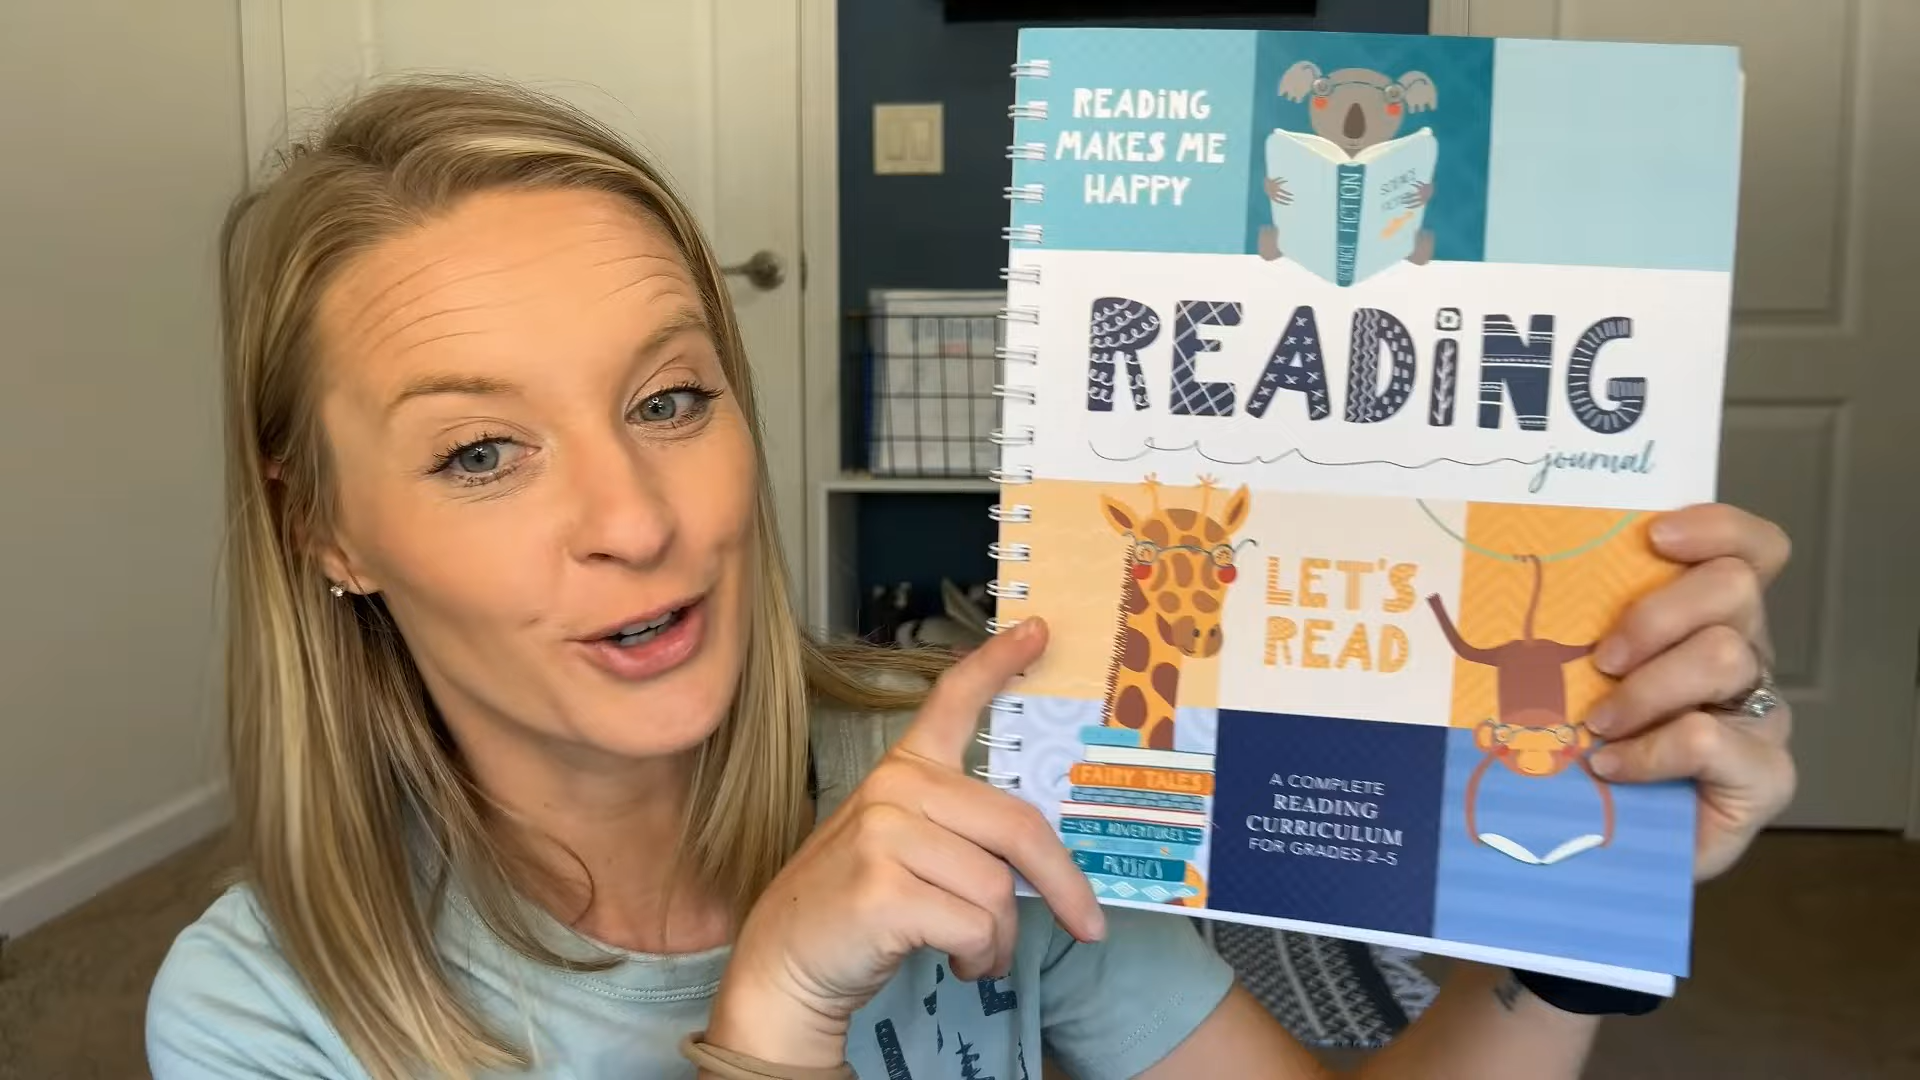 READiNG
MAKES ME
HAPPY
SCIENCE FICTION
SCIENCE
READiNG
journal
LET'S
READ
FAIRY TALES
SEA ADVENTURES
A COMPLETE
READING
CURRICULUM
FOR GRADES 2–5